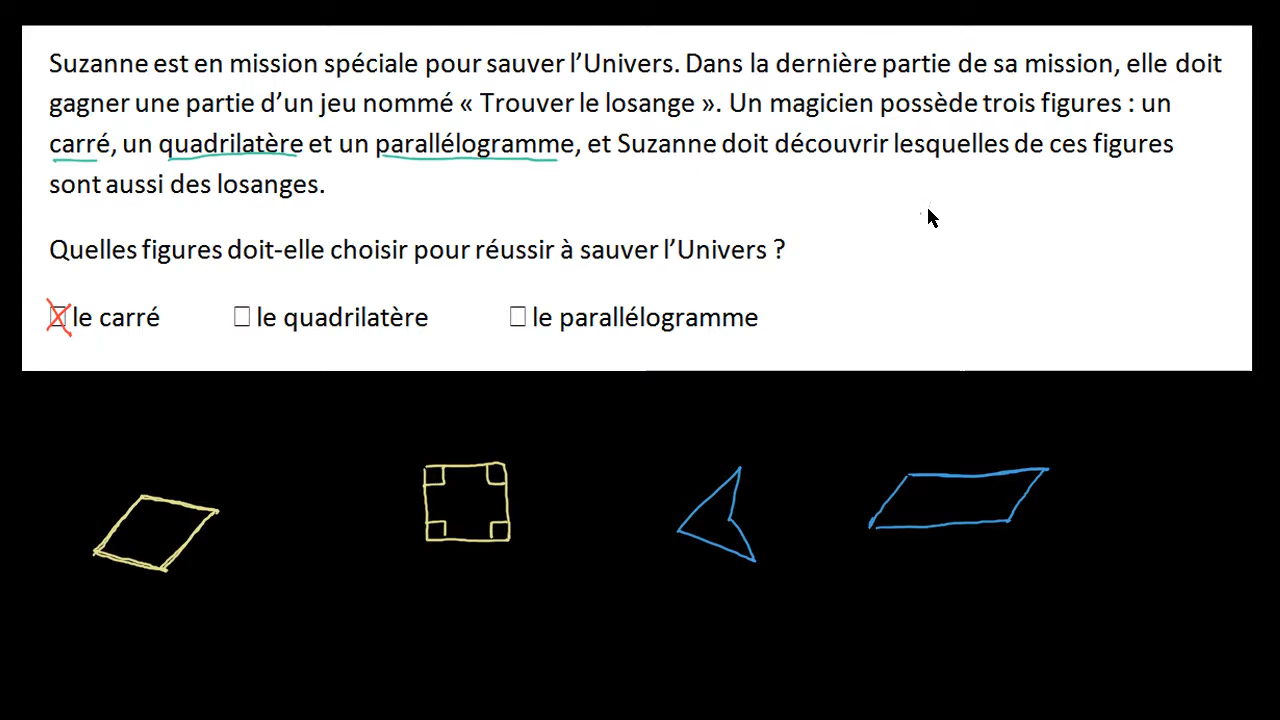 Suzanne est en mission spéciale pour sauver l’Univers. Dans la dernière partie de sa mission, elle doit
gagner une partie d’un jeu nommé « Trouver le losange ». Un magicien possède trois figures : un
carré, un quadrilatère et un parallélogramme, et Suzanne doit découvrir lesquelles de ces figures
sont aussi des losanges.
Quelles figures doit-elle choisir pour réussir à sauver l’Univers ?
le carré le quadrilatère le parallélogramme